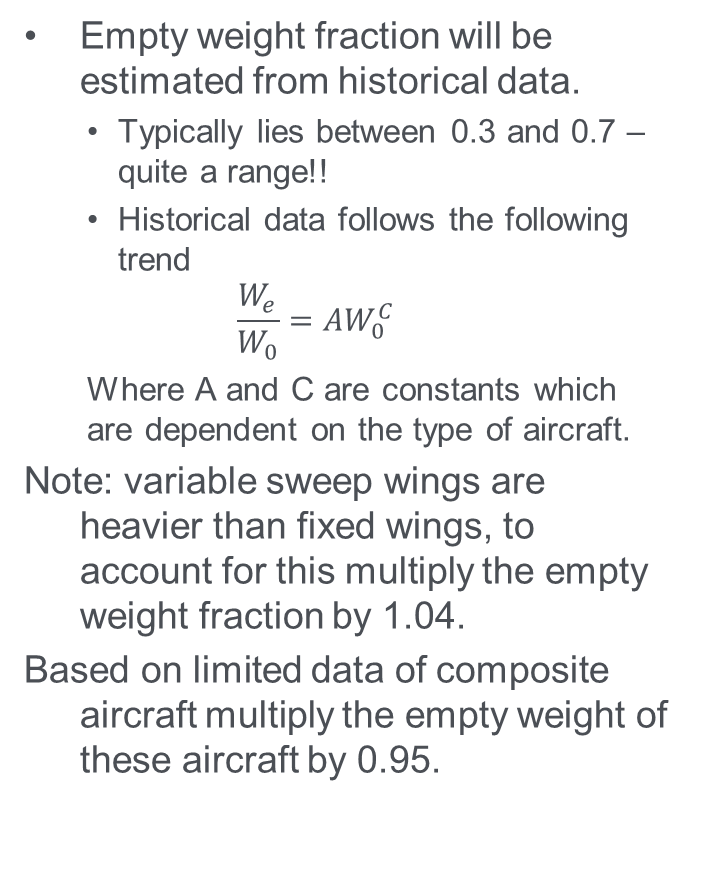 • Empty weight fraction will be
estimated from historical data.
• Typically lies between 0.3 and 0.7 –
quite a range!!
• Historical data follows the following
trend
W_e/W_0 = AW_0^C
Where A and C are constants which
are dependent on the type of aircraft.
Note: variable sweep wings are
heavier than fixed wings, to
account for this multiply the empty
weight fraction by 1.04.
Based on limited data of composite
aircraft multiply the empty weight of
these aircraft by 0.95.